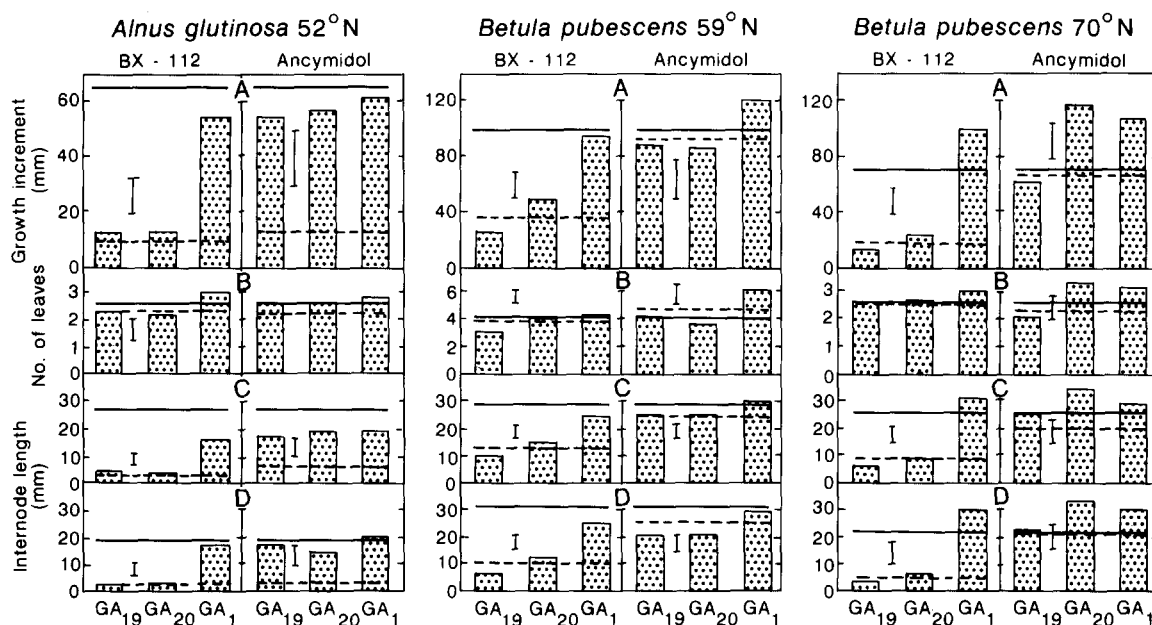 Alnus glutinosa 52°N
Betula pubescens 59°N
Betula pubescens 70°N
BX - 112 Ancymidol
BX - 112 Ancymidol
BX - 112 Ancymidol
Growth increment (mm)
No. of leaves
Internode length (mm)
A
60
40
20
0
B
3
2
1
0
C
30
20
10
0
D
30
20
10
0
GA19 GA20 GA1 GA19 GA20 GA1
A
120
80
40
0
B
6
4
2
0
C
30
20
10
0
D
30
20
10
0
GA19 GA20 GA1 GA19 GA20 GA1
A
120
80
40
0
B
3
2
1
0
C
30
20
10
0
D
30
20
10
0
GA19 GA20 GA1 GA19 GA20 GA1